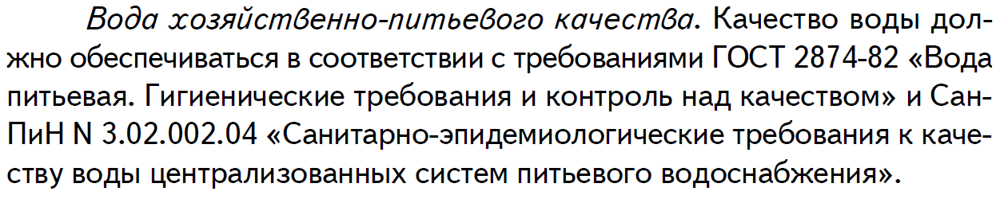 Вода хозяйственно-питьевого качества. Качество воды дол-
жно обеспечиваться в соответствии с требованиями ГОСТ 2874-82 «Вода
питьевая. Гигиенические требования и контроль над качеством» и Сан-
ПиН N 3.02.002.04 «Санитарно-эпидемиологические требования к каче-
ству воды централизованных систем питьевого водоснабжения».